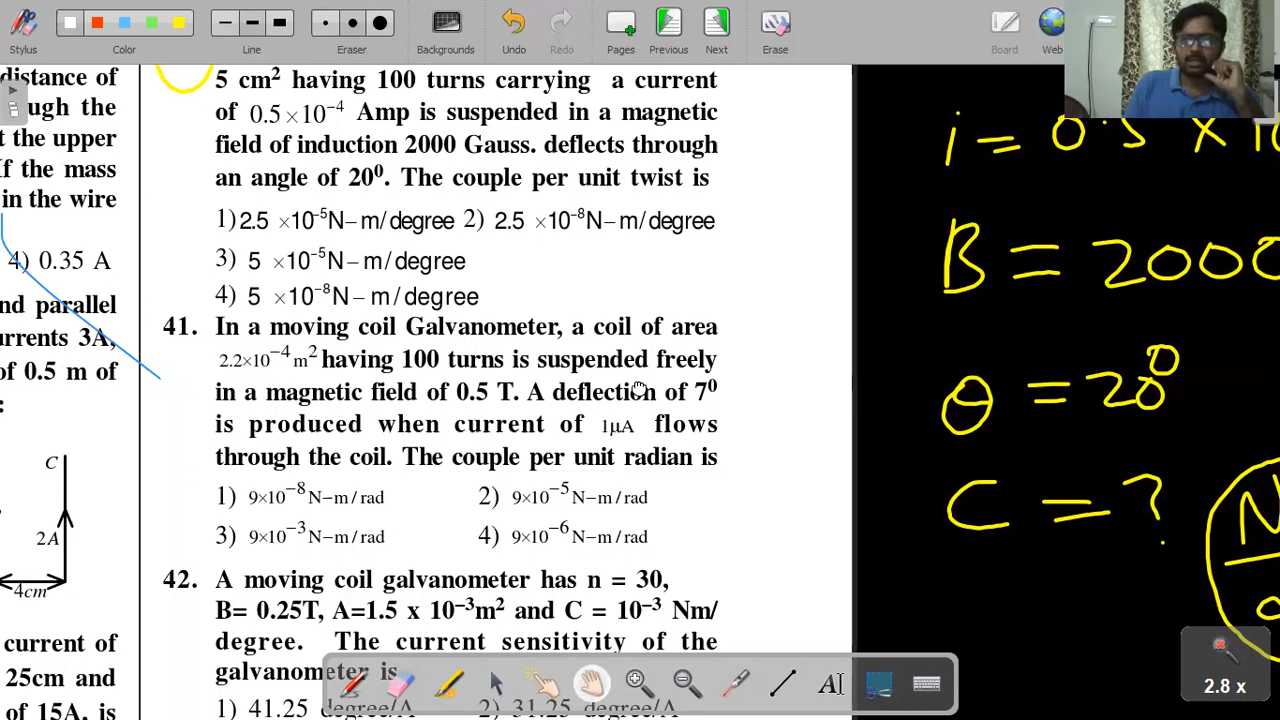 Stylus
Color
Line
Eraser
Backgrounds
Undo
Redo
Pages
Previous
Next
Erase
Board
Web
distance of
ugh the
t the upper
f the mass
in the wire
4) 0.35 A
nd parallel
urrents 3A,
of 0.5 m of
:
C
2A
4cm
current of
25cm and
of 15A, is
5 cm² having 100 turns carrying a current
of 0.5×10⁻⁴ Amp is suspended in a magnetic
field of induction 2000 Gauss. deflects through
an angle of 20⁰. The couple per unit twist is
1) 2.5 ×10⁻⁵N–m/degree 2) 2.5 ×10⁻⁸N–m/degree
3) 5 ×10⁻⁵N–m/degree
4) 5 ×10⁻⁸N–m/degree
41. In a moving coil Galvanometer, a coil of area
2.2×10⁻⁴ m² having 100 turns is suspended freely
in a magnetic field of 0.5 T. A deflection of 7⁰
is produced when current of 1μA flows
through the coil. The couple per unit radian is
1) 9×10⁻⁸ N–m/rad 2) 9×10⁻⁵ N–m/rad
3) 9×10⁻³ N–m/rad 4) 9×10⁻⁶ N–m/rad
42. A moving coil galvanometer has n = 30,
B= 0.25T, A=1.5 x 10⁻³m² and C = 10⁻³ Nm/
degree. The current sensitivity of the
galvanometer is
1) 41.25 degree/A 2) 31.25 degree/A
i = 0.5 × 10
B = 2000
θ = 20⁰
C = ?
N
AI
2.8 x